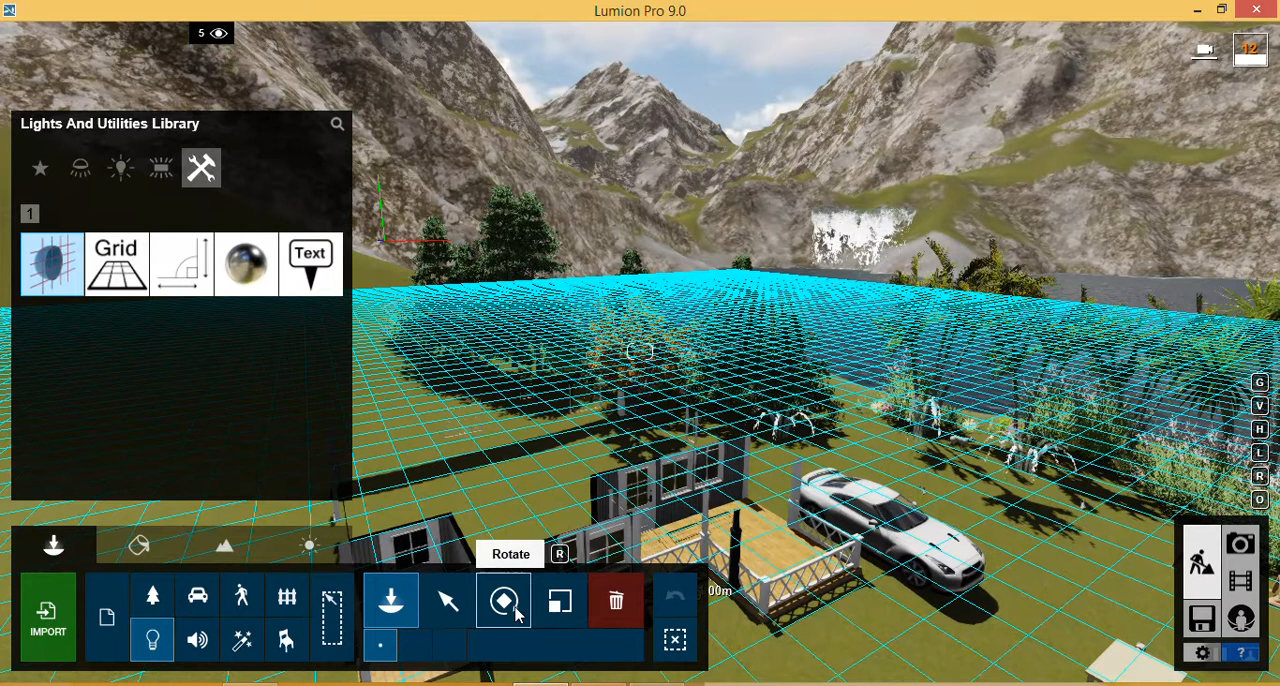 Lumion Pro 9.0
5
12
Lights And Utilities Library
1
Grid
Text
G
V
H
L
R
O
Rotate
R
00m
IMPORT
?